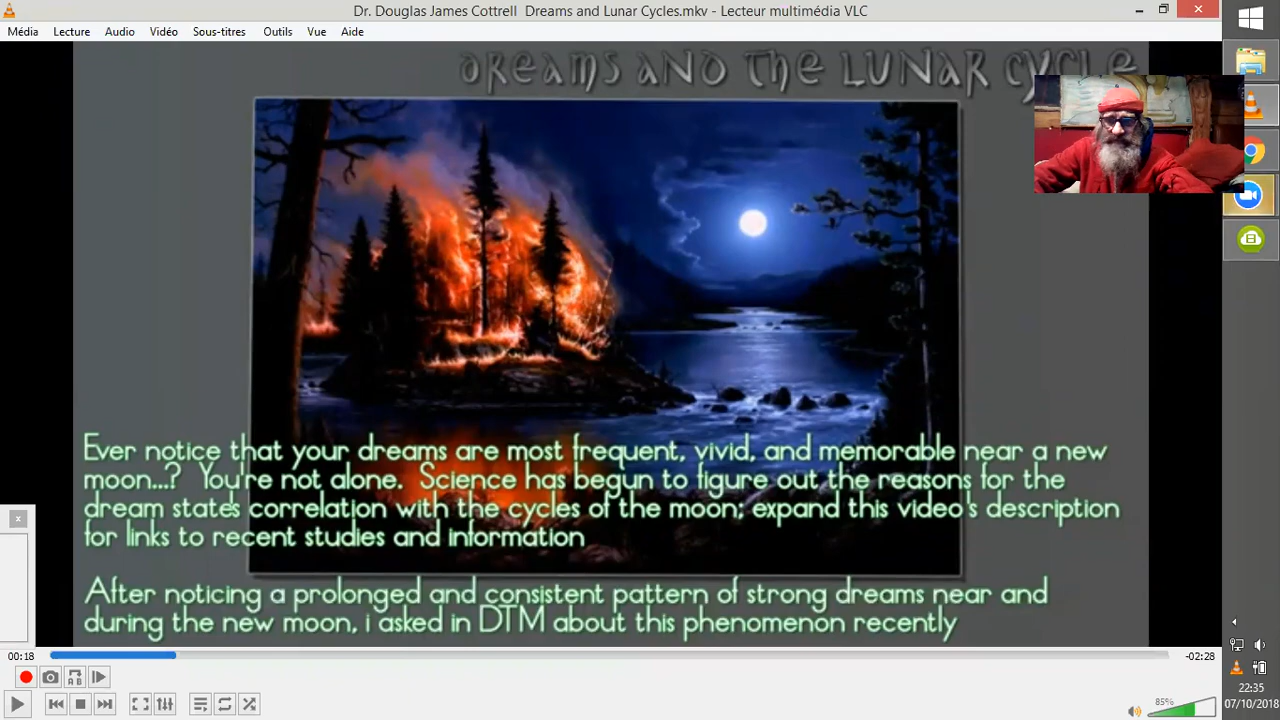 Dr. Douglas James Cottrell  Dreams and Lunar Cycles.mkv - Lecteur multimédia VLC
Média Lecture Audio Vidéo Sous-titres Outils Vue Aide
DREAMS AND THE LUNAR CYCLE
Ever notice that your dreams are most frequent, vivid, and memorable near a new
moon...?  You're not alone.  Science has begun to figure out the reasons for the
dream state's correlation with the cycles of the moon; expand this video's description
for links to recent studies and information
After noticing a prolonged and consistent pattern of strong dreams near and
during the new moon, i asked in DTM about this phenomenon recently
00:18
-02:28
85%
22:35
07/10/2018